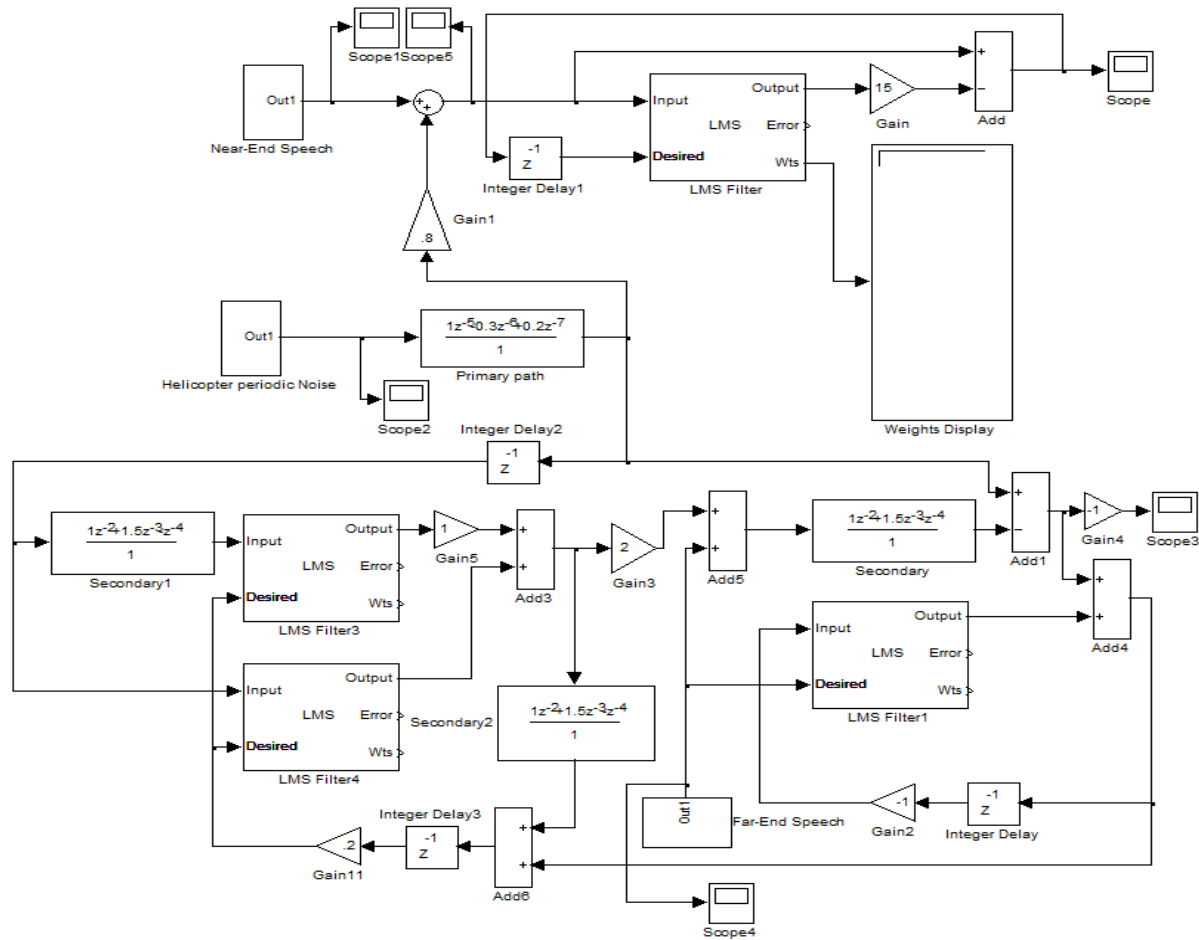 Scope1 Scope5
Out1
Near-End Speech
+
+
-1
Z
Integer Delay1
Input
Desired
LMS
Output
Error
Wts
LMS Filter
15
Gain
+
−
Add
Scope
Gain1
.8
Weights Display
Out1
Helicopter periodic Noise
Scope2
1z-5-0.3z-6+0.2z-7
1
Primary path
Integer Delay2
-1
Z
1z-2+1.5z-3-z-4
1
Secondary1
Input
Desired
LMS
Output
Error
Wts
LMS Filter3
1
Gain5
+
+
Add3
2
Gain3
+
+
Add5
1z-2+1.5z-3-z-4
1
Secondary
+
−
Add1
-1
Gain4
Scope3
+
+
Add4
Input
Desired
LMS
Output
Error
Wts
LMS Filter4
Secondary2
1z-2+1.5z-3-z-4
1
Input
Desired
LMS
Output
Error
Wts
LMS Filter1
-1
Gain2
-1
Z
Integer Delay
Out1
Far-End Speech
Scope4
+
+
Add6
Integer Delay3
-1
Z
.2
Gain11